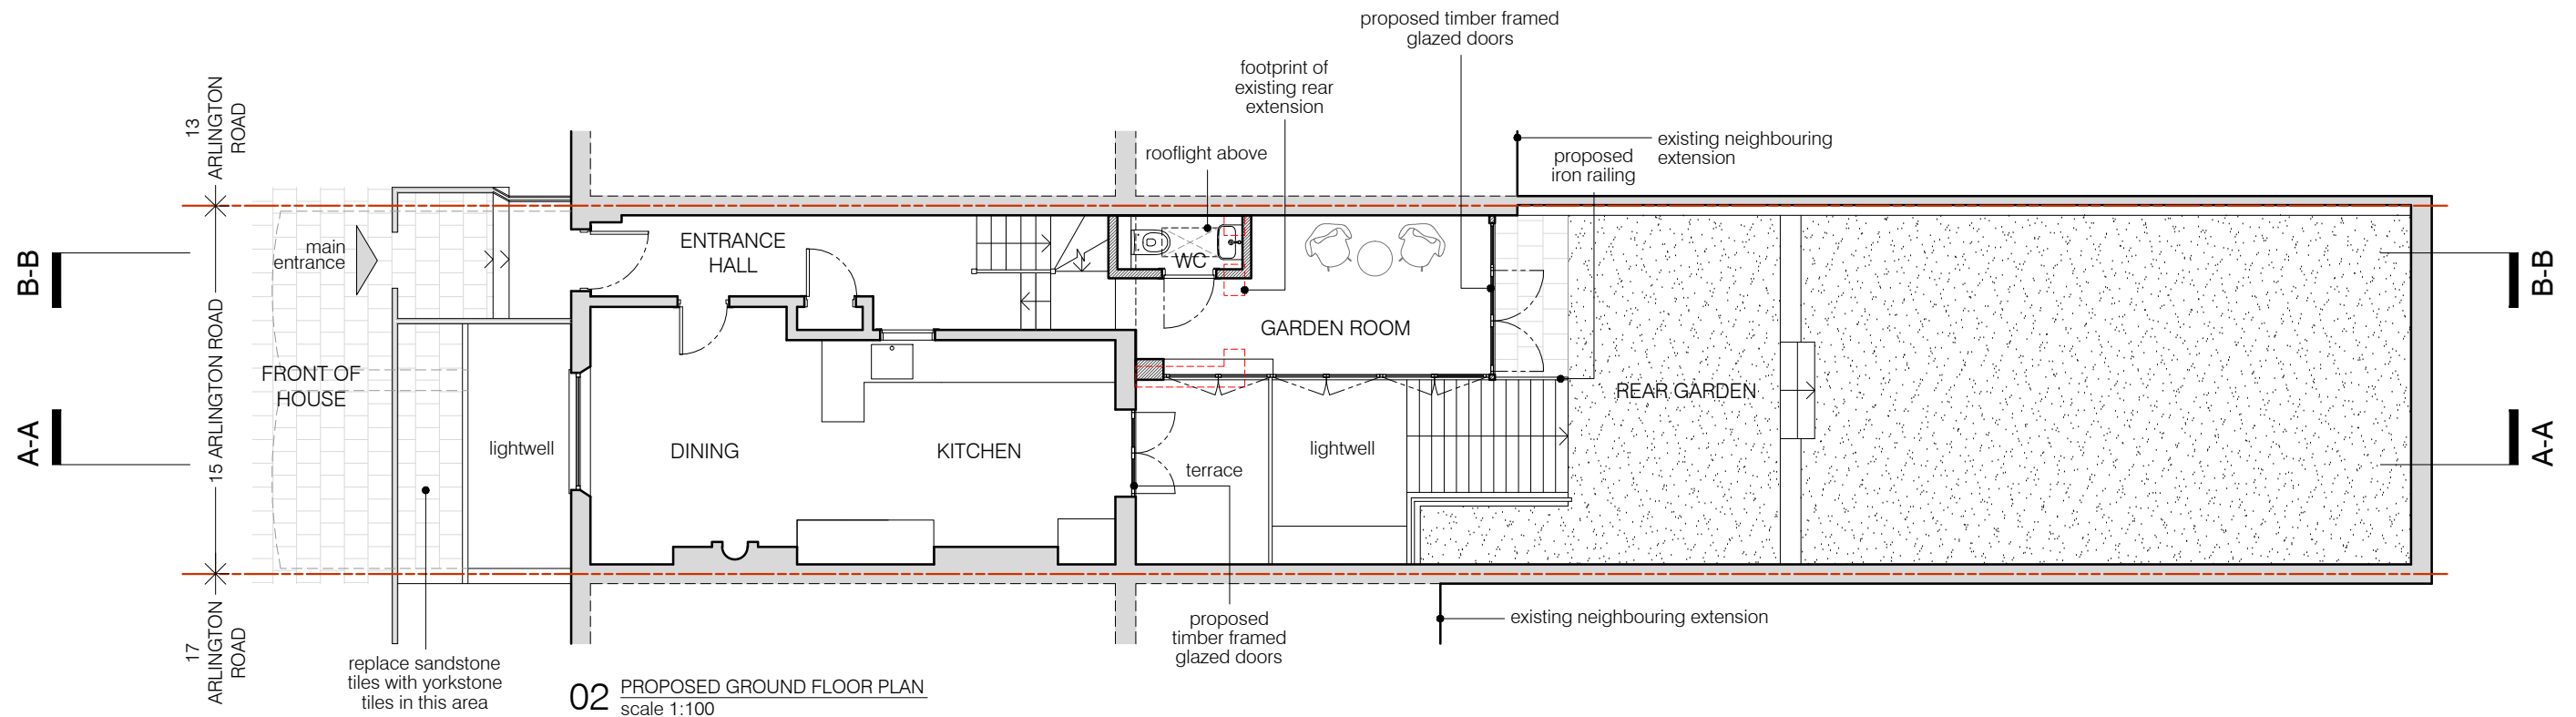 proposed timber framed
glazed doors
footprint of
existing rear
extension
rooflight above
existing neighbouring
extension
proposed
iron railing
13
ARLINGTON
ROAD
15 ARLINGTON ROAD
17
ARLINGTON
ROAD
B-B
A-A
main
entrance
ENTRANCE
HALL
WC
GARDEN ROOM
FRONT OF
HOUSE
lightwell
DINING
KITCHEN
terrace
lightwell
REAR GARDEN
B-B
A-A
replace sandstone
tiles with yorkstone
tiles in this area
proposed
timber framed
glazed doors
existing neighbouring extension
02 PROPOSED GROUND FLOOR PLAN
scale 1:100